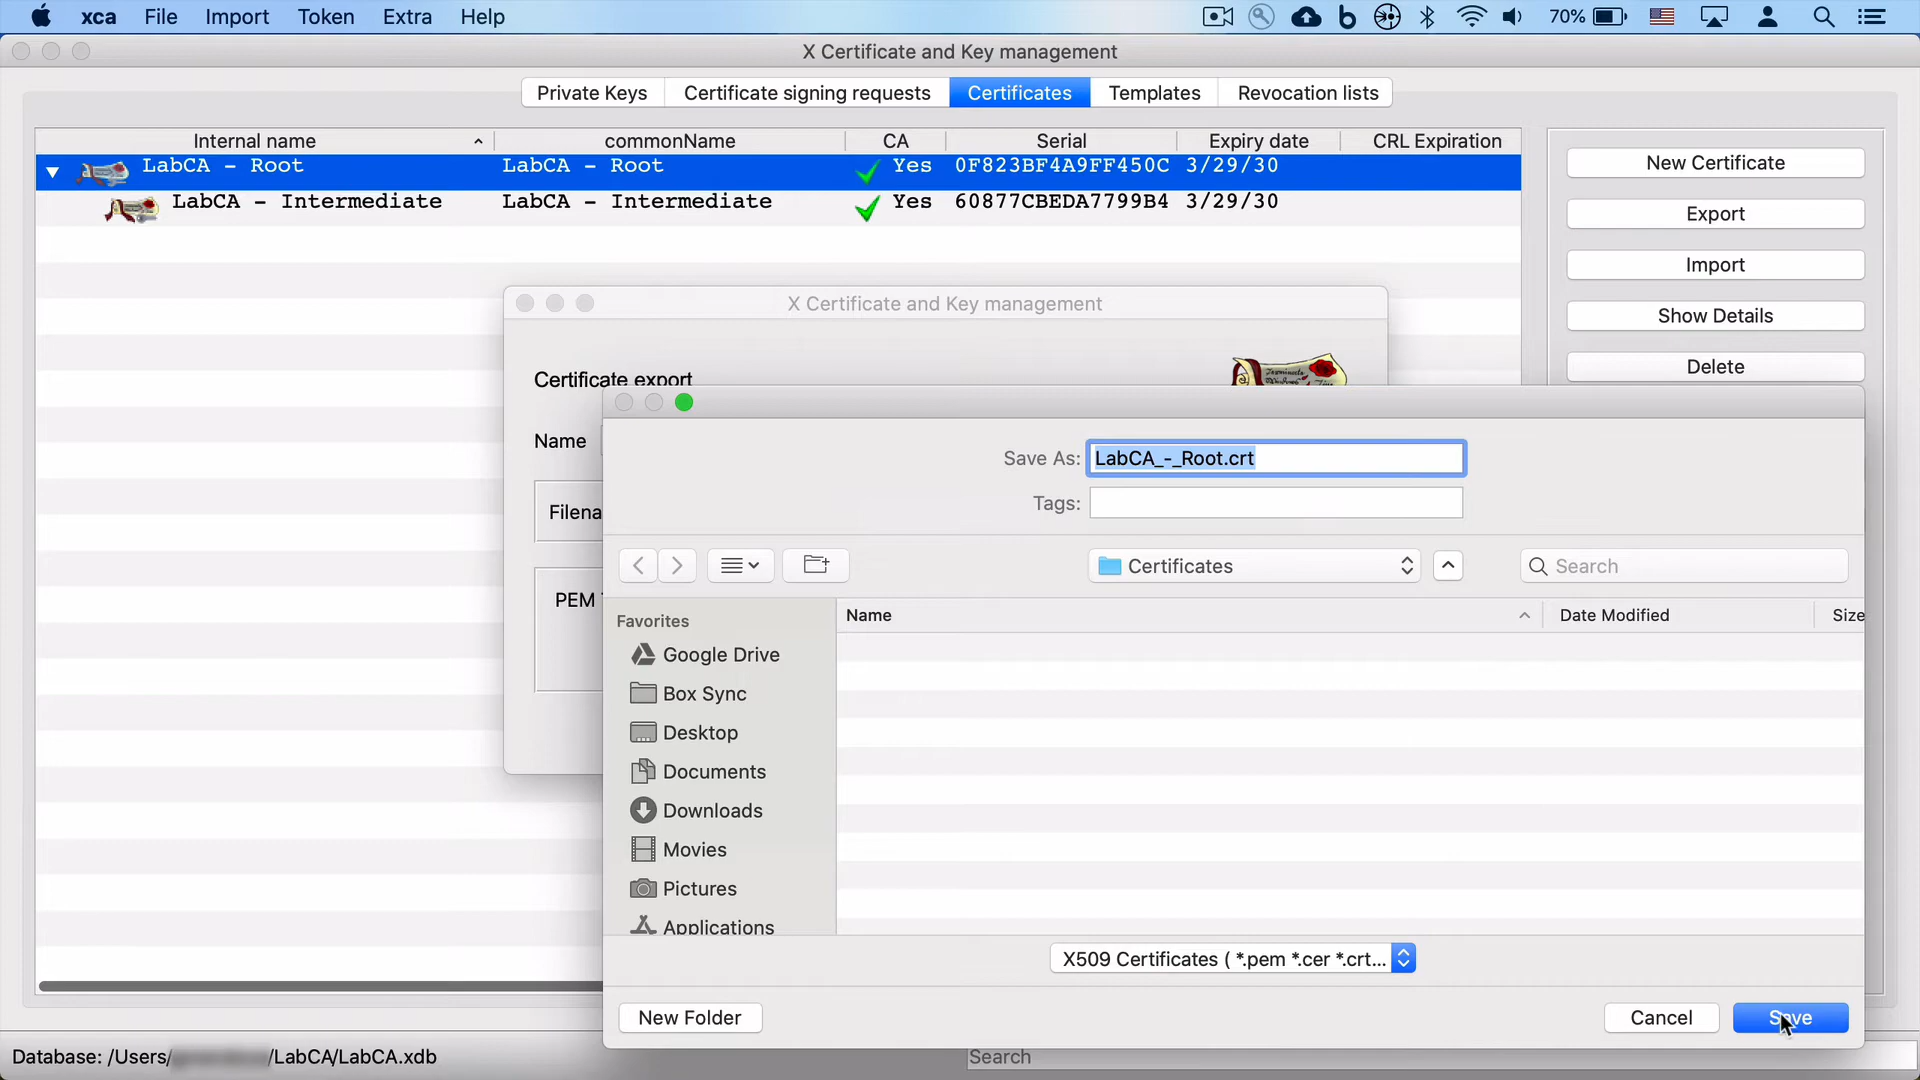 xca File Import Token Extra Help 70%
X Certificate and Key management
Private Keys Certificate signing requests Certificates Templates Revocation lists
Internal name commonName CA Serial Expiry date CRL Expiration
LabCA - Root LabCA - Root Yes 0F823BF4A9FF450C 3/29/30
LabCA - Intermediate LabCA - Intermediate Yes 60877CBEDA7799B4 3/29/30
New Certificate
Export
Import
Show Details
Delete
X Certificate and Key management
Certificate export
Name
Filena
PEM
Save As: LabCA_-_Root.crt
Tags:
Certificates
Search
Favorites
Google Drive
Box Sync
Desktop
Documents
Downloads
Movies
Pictures
Applications
Name Date Modified Size
X509 Certificates ( *.pem *.cer *.crt...
New Folder Cancel Save
Database: /Users/ /LabCA/LabCA.xdb
Search